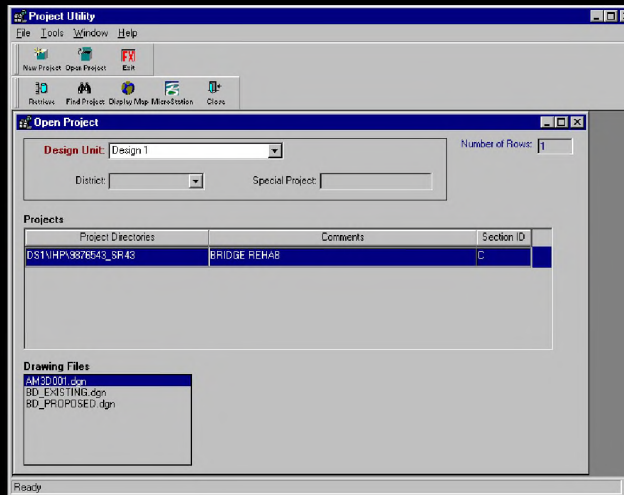 Project Utility
File Tools Window Help
New Project Open Project Exit
Retrieve Find Project Display Map MicroStation Close
Open Project
Design Unit: Design 1
Number of Rows: 1
District: Special Project:
Projects
Project Directories Comments Section ID
DS1\IHP\9876543_SR43 BRIDGE REHAB C
Drawing Files
AM3D001.dgn
BD_EXISTING.dgn
BD_PROPOSED.dgn
Ready